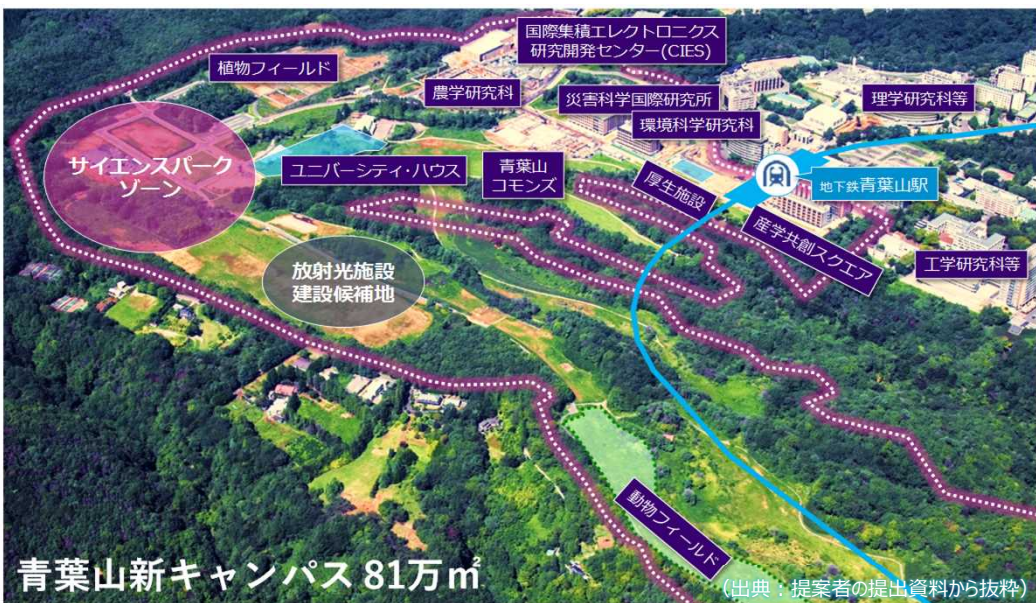 国際集積エレクトロニクス
研究開発センター(CIES)
植物フィールド
農学研究科
災害科学国際研究所
理学研究科等
環境科学研究科
サイエンスパーク
ゾーン
ユニバーシティ・ハウス
青葉山
コモンズ
厚生施設
地下鉄青葉山駅
産学共創スクエア
工学研究科等
放射光施設
建設候補地
動物フィールド
青葉山新キャンパス 81万㎡
(出典：提案者の提出資料から抜粋)